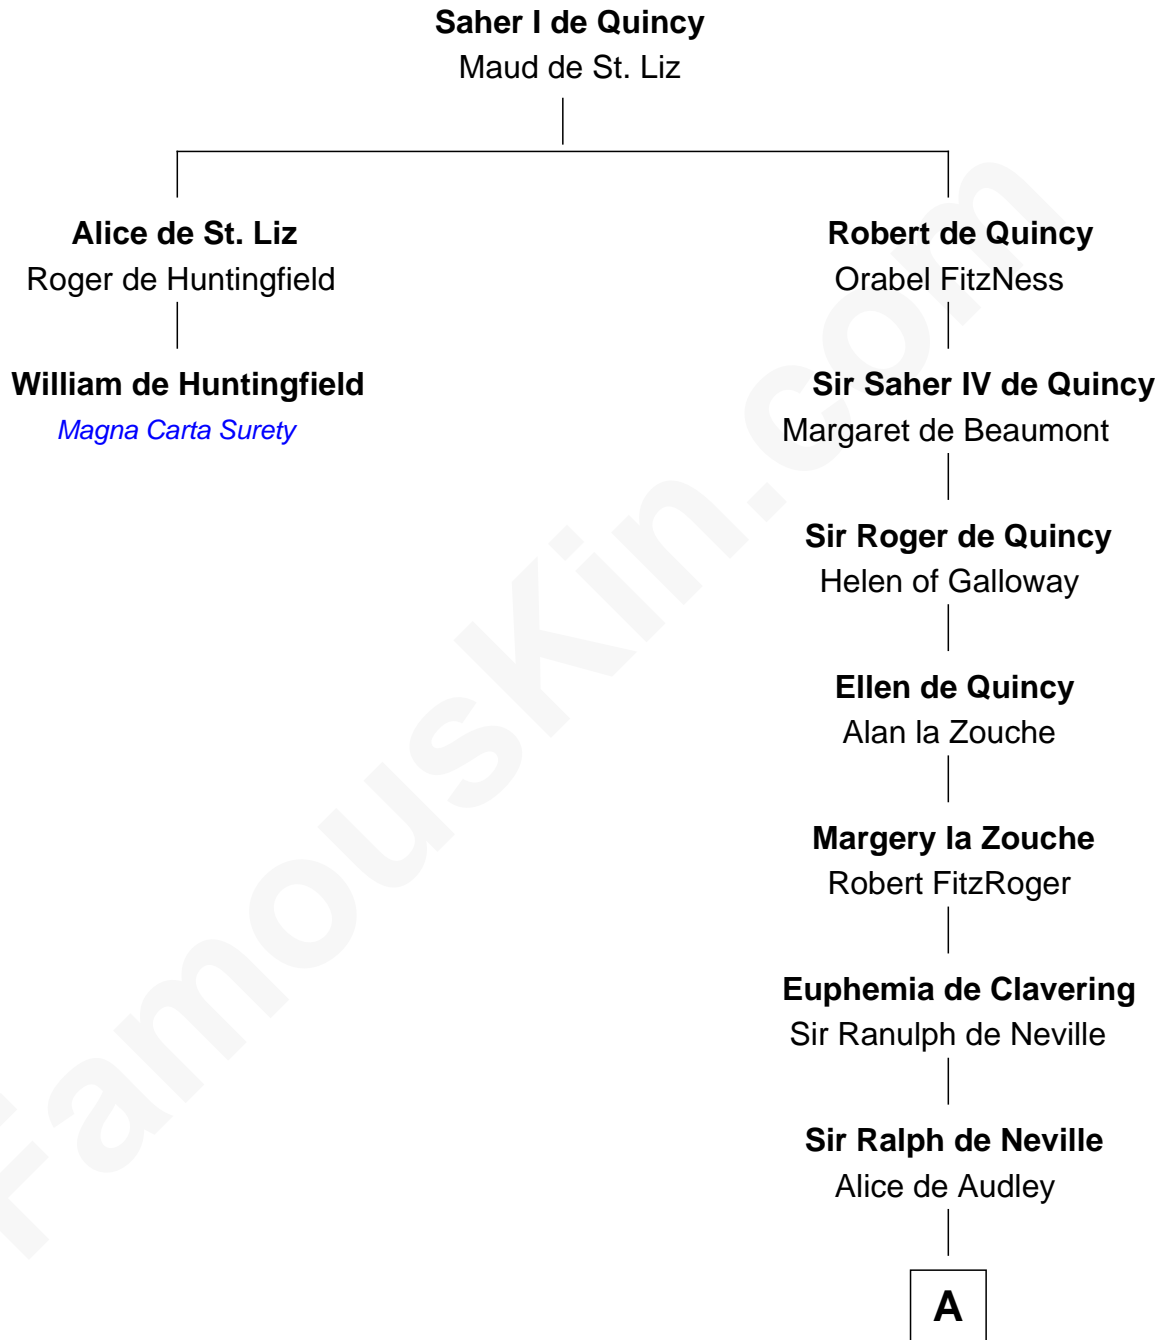 Saher I de Quincy
Maud de St. Liz
Alice de St. Liz
Roger de Huntingfield
William de Huntingfield
Magna Carta Surety
Robert de Quincy
Orabel FitzNess
Sir Saher IV de Quincy
Margaret de Beaumont
Sir Roger de Quincy
Helen of Galloway
Ellen de Quincy
Alan la Zouche
Margery la Zouche
Robert FitzRoger
Euphemia de Clavering
Sir Ranulph de Neville
Sir Ralph de Neville
Alice de Audley
A
FamousKin.com